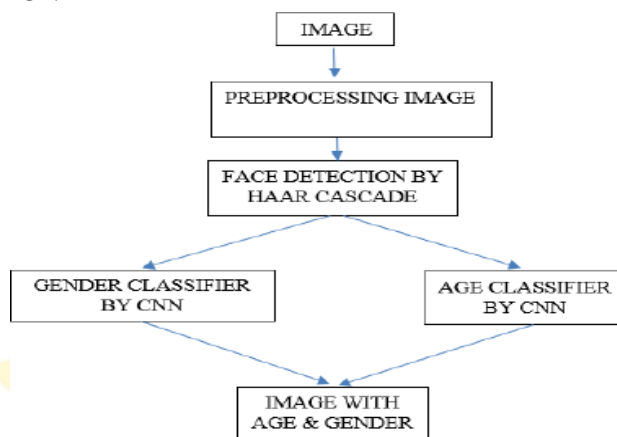 IMAGE
PREPROCESSING IMAGE
FACE DETECTION BY
HAAR CASCADE
GENDER CLASSIFIER
BY CNN
AGE CLASSIFIER
BY CNN
IMAGE WITH
AGE & GENDER